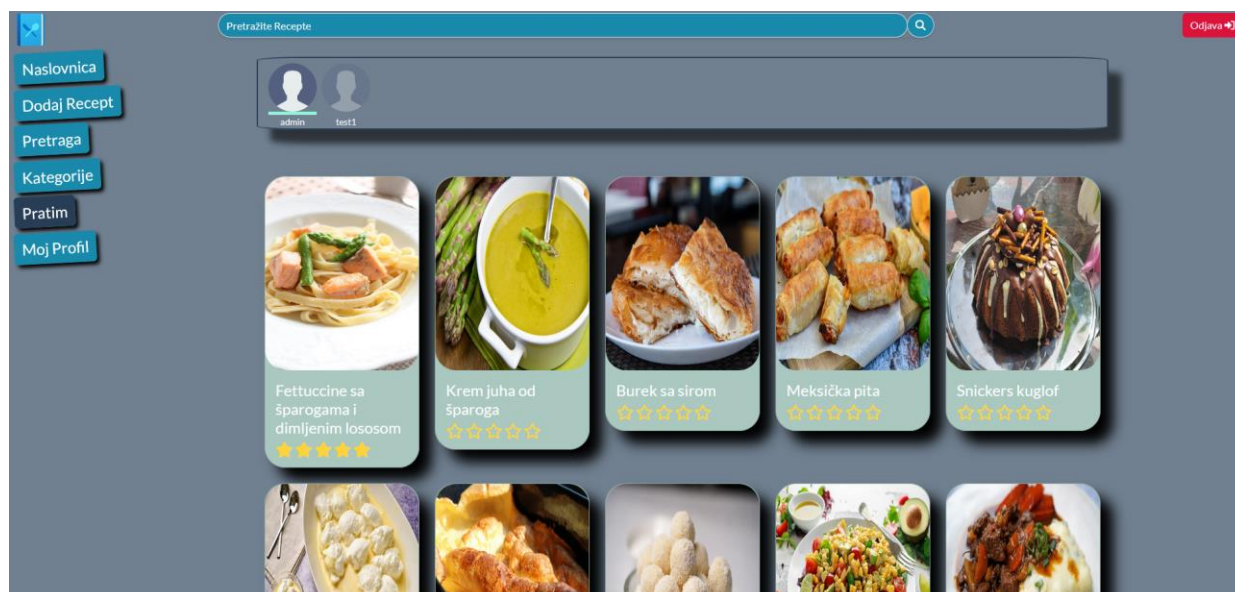 Pretražite Recepte
Odjava
Naslovnica
Dodaj Recept
Pretraga
Kategorije
Pratim
Moj Profil
admin
test1
Fettuccine sa
šparogama i
dimljenim lososom
Krem juha od
šparoga
Burek sa sirom
Meksička pita
Snickers kuglof